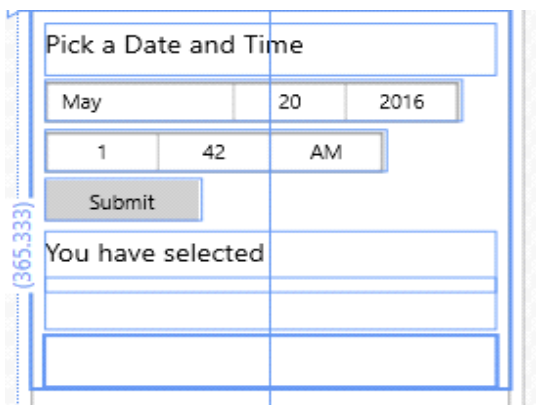 Pick a Date and Time
May 20 2016
1 42 AM
Submit
(365.333)
You have selected